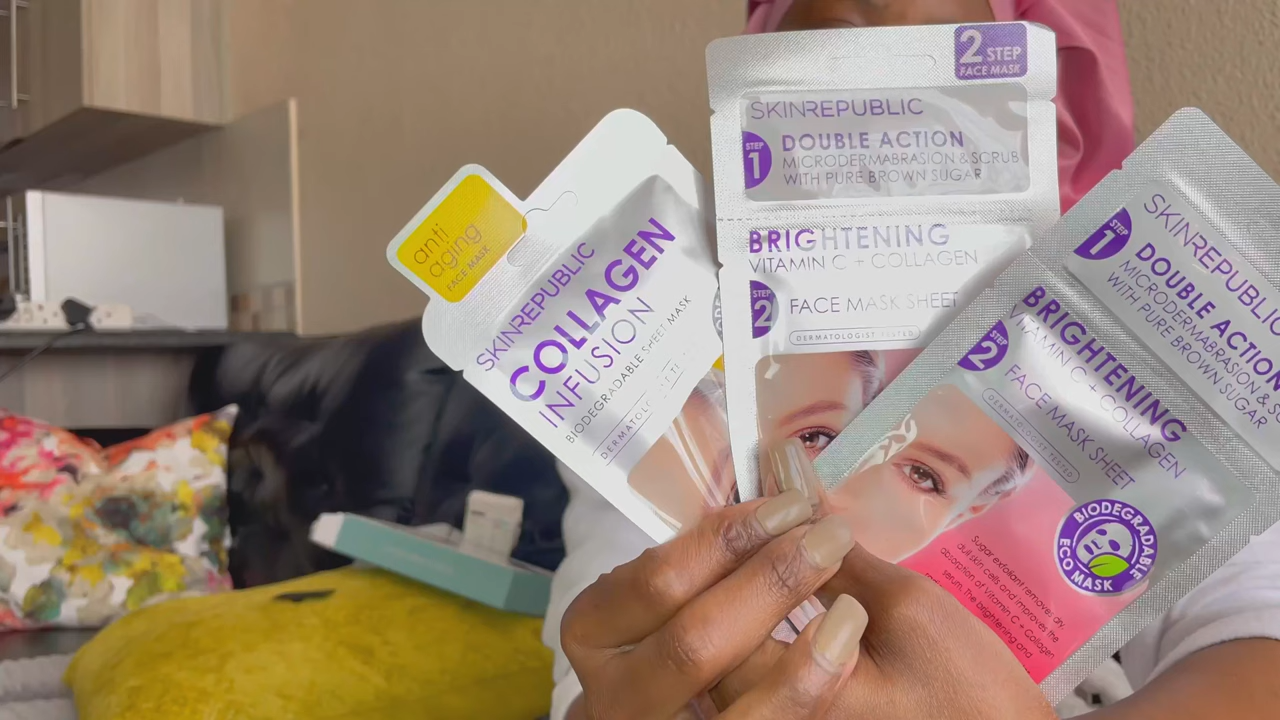 anti
aging
FACE MASK
SKINREPUBLIC
COLLAGEN
INFUSION
BIODEGRADABLE SHEET MASK
2 STEP
FACE MASK
SKINREPUBLIC
STEP
1
DOUBLE ACTION
MICRODERMABRASION & SCRUB
WITH PURE BROWN SUGAR
BRIGHTENING
VITAMIN C + COLLAGEN
STEP
2
FACE MASK SHEET
DERMATOLOGIST TESTED
SKINREPUBLIC
STEP
1
DOUBLE ACTION
MICRODERMABRASION &
WITH PURE BROWN SUGAR
BRIGHTENING
VITAMIN C + COLLAGEN
STEP
2
FACE MASK SHEET
DERMATOLOGIST TESTED
BIODEGRADABLE
ECO MASK
Sugar exfoliant removes dry
dull skin cells and improves the
absorption of Vitamin C + Collagen
serum. The brightening and